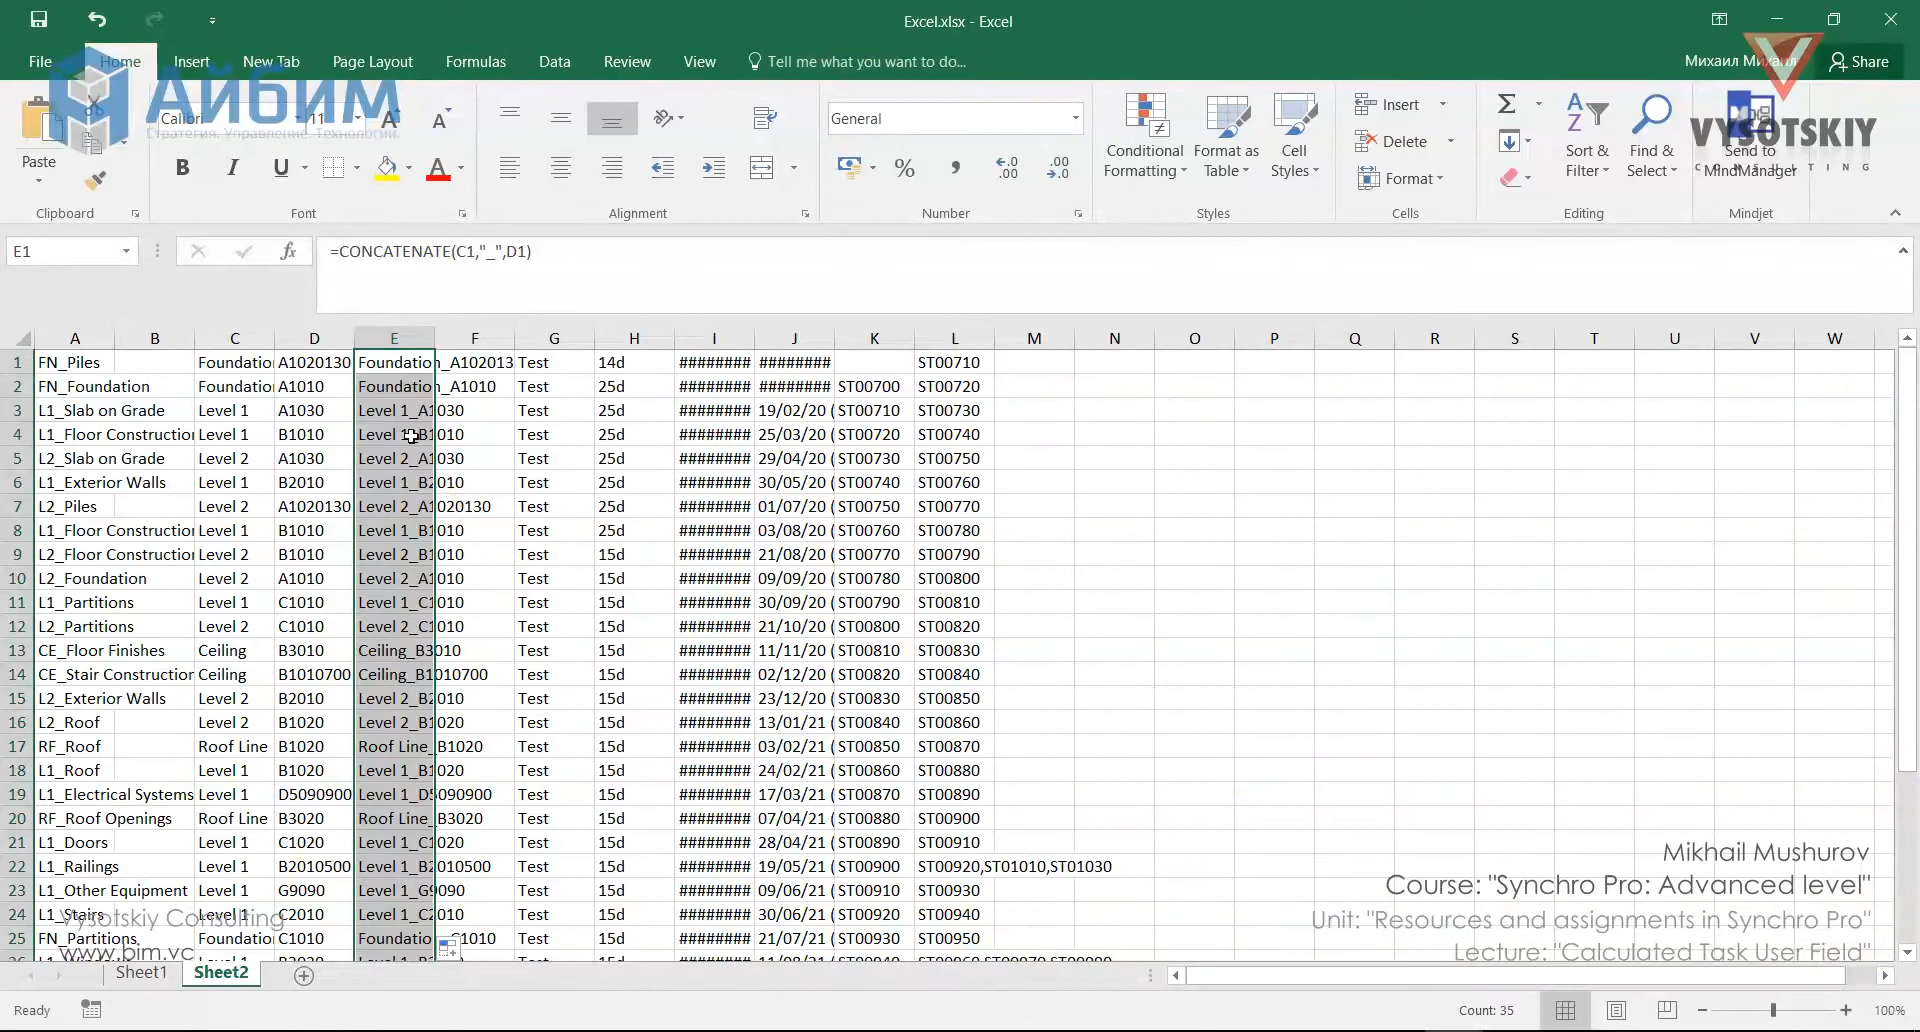 Excel.xlsx - Excel
File Home Insert New Tab Page Layout Formulas Data Review View Tell me what you want to do... Михаил Михайл Share
Айбим
Стратегия. Управление. Технологии.
VYSOTSKIY
CONSULTING
Paste
Calibri 11
General
Conditional Formatting
Format as Table
Cell Styles
Insert
Delete
Format
Sort & Filter
Find & Select
Send to MindManager
Clipboard Font Alignment Number Styles Cells Editing Mindjet
E1 =CONCATENATE(C1,"_",D1)
A B C D E F G H I J K L M N O P Q R S T U V W
1 FN_Piles Foundation A1020130 Foundation_A102013 Test 14d ######## ######## ST00710
2 FN_Foundation Foundation A1010 Foundation_A1010 Test 25d ######## ######## ST00700 ST00720
3 L1_Slab on Grade Level 1 A1030 Level 1_A1030 Test 25d ######## 19/02/20 ( ST00710 ST00730
4 L1_Floor Construction Level 1 B1010 Level 1_B1010 Test 25d ######## 25/03/20 ( ST00720 ST00740
5 L2_Slab on Grade Level 2 A1030 Level 2_A1030 Test 25d ######## 29/04/20 ( ST00730 ST00750
6 L1_Exterior Walls Level 1 B2010 Level 1_B2010 Test 25d ######## 30/05/20 ( ST00740 ST00760
7 L2_Piles Level 2 A1020130 Level 2_A1020130 Test 25d ######## 01/07/20 ( ST00750 ST00770
8 L1_Floor Construction Level 1 B1010 Level 1_B1010 Test 25d ######## 03/08/20 ( ST00760 ST00780
9 L2_Floor Construction Level 2 B1010 Level 2_B1010 Test 15d ######## 21/08/20 ( ST00770 ST00790
10 L2_Foundation Level 2 A1010 Level 2_A1010 Test 15d ######## 09/09/20 ( ST00780 ST00800
11 L1_Partitions Level 1 C1010 Level 1_C1010 Test 15d ######## 30/09/20 ( ST00790 ST00810
12 L2_Partitions Level 2 C1010 Level 2_C1010 Test 15d ######## 21/10/20 ( ST00800 ST00820
13 CE_Floor Finishes Ceiling B3010 Ceiling_B3010 Test 15d ######## 11/11/20 ( ST00810 ST00830
14 CE_Stair Construction Ceiling B1010700 Ceiling_B1010700 Test 15d ######## 02/12/20 ( ST00820 ST00840
15 L2_Exterior Walls Level 2 B2010 Level 2_B2010 Test 15d ######## 23/12/20 ( ST00830 ST00850
16 L2_Roof Level 2 B1020 Level 2_B1020 Test 15d ######## 13/01/21 ( ST00840 ST00860
17 RF_Roof Roof Line B1020 Roof Line_B1020 Test 15d ######## 03/02/21 ( ST00850 ST00870
18 L1_Roof Level 1 B1020 Level 1_B1020 Test 15d ######## 24/02/21 ( ST00860 ST00880
19 L1_Electrical Systems Level 1 D5090900 Level 1_D5090900 Test 15d ######## 17/03/21 ( ST00870 ST00890
20 RF_Roof Openings Roof Line B3020 Roof Line_B3020 Test 15d ######## 07/04/21 ( ST00880 ST00900
21 L1_Doors Level 1 C1020 Level 1_C1020 Test 15d ######## 28/04/21 ( ST00890 ST00910
22 L1_Railings Level 1 B2010500 Level 1_B2010500 Test 15d ######## 19/05/21 ( ST00900 ST00920,ST01010,ST01030
23 L1_Other Equipment Level 1 G9090 Level 1_G9090 Test 15d ######## 09/06/21 ( ST00910 ST00930
24 L1_Stairs Level 1 C2010 Level 1_C2010 Test 15d ######## 30/06/21 ( ST00920 ST00940
25 FN_Partitions Foundation C1010 Foundation_C1010 Test 15d ######## 21/07/21 ( ST00930 ST00950
Mikhail Mushurov
Course: "Synchro Pro: Advanced level"
Unit: "Resources and assignments in Synchro Pro"
Lecture: "Calculated Task User Field"
Vysotskiy Consulting
www.bim.vc
Sheet1 Sheet2
Ready Count: 35 100%